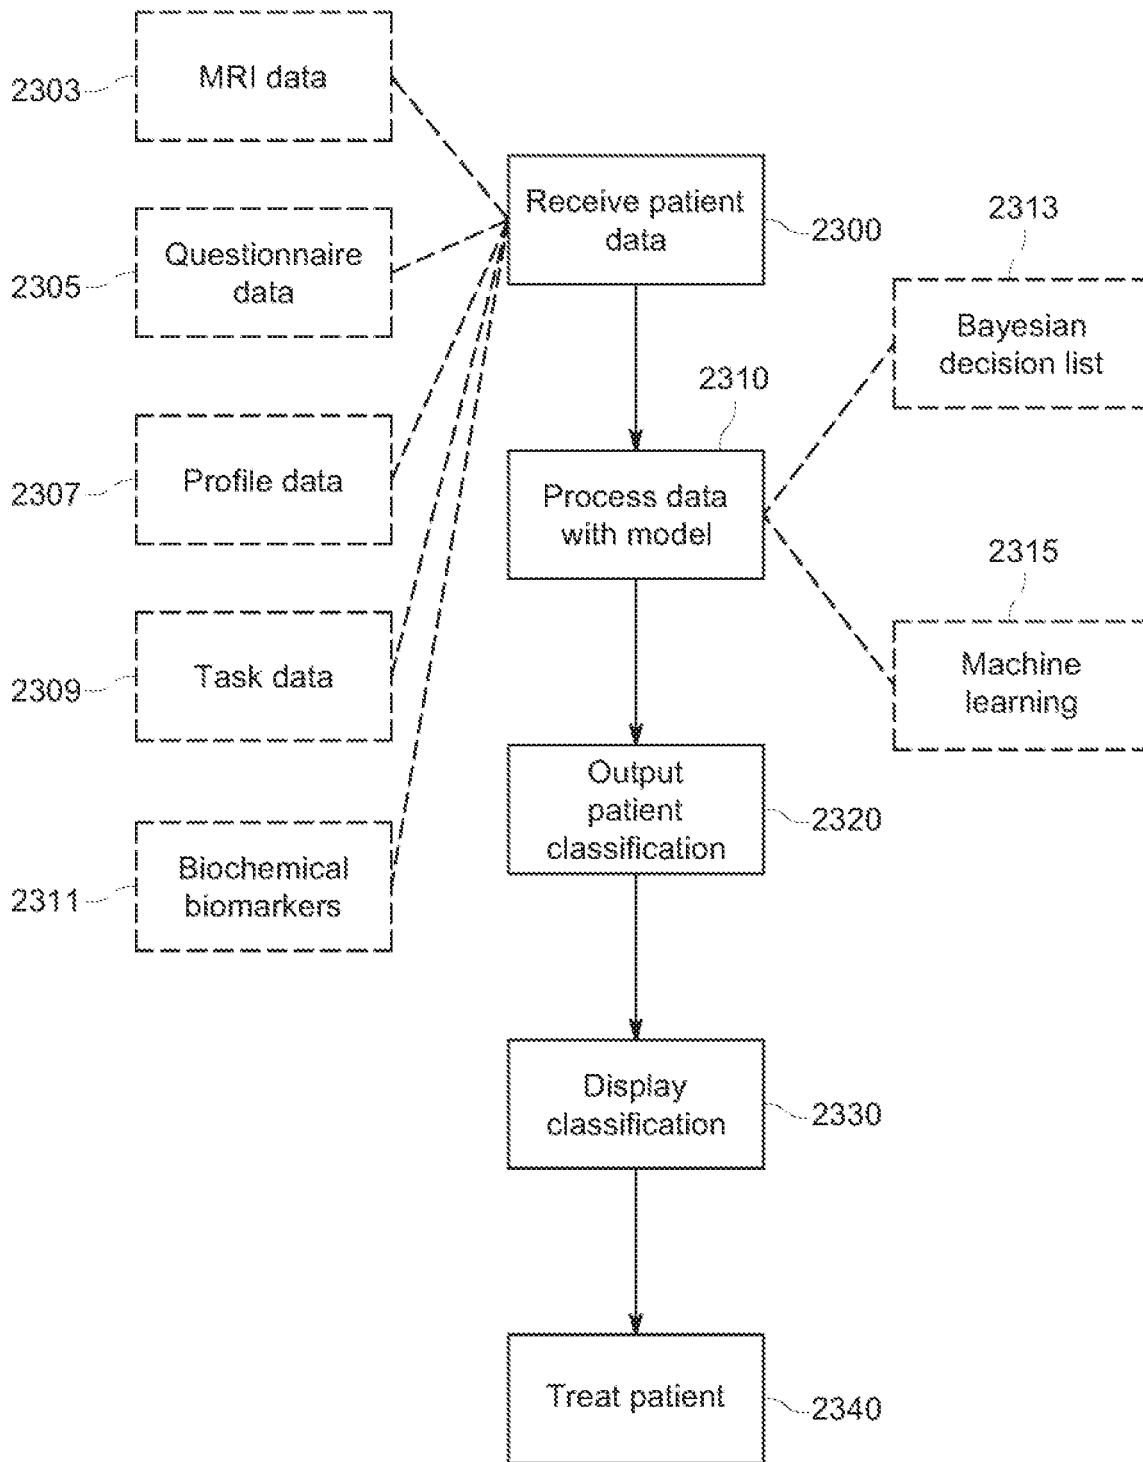 2303
MRI data
Receive patient
data
2300
2305
Questionnaire
data
2313
Bayesian
decision list
2310
Process data
with model
2307
Profile data
2315
Machine
learning
2309
Task data
Output
patient
classification
2320
2311
Biochemical
biomarkers
Display
classification
2330
Treat patient
2340